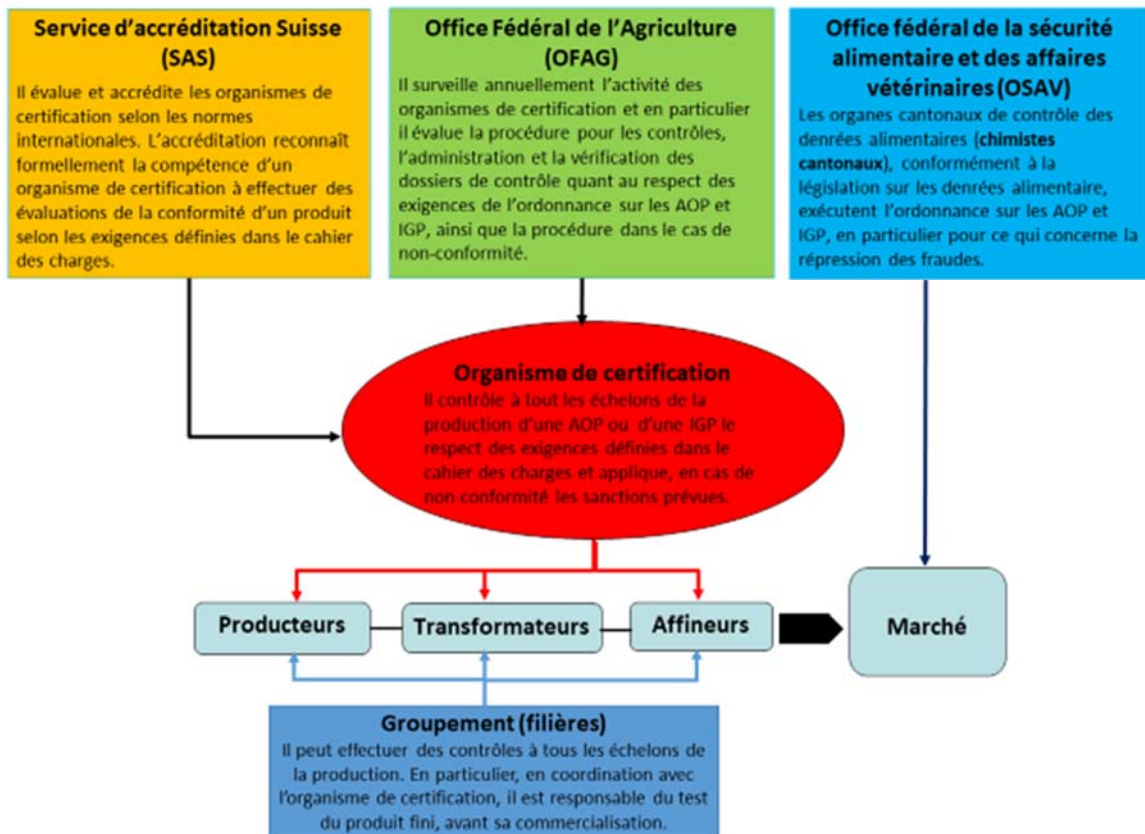 Service d’accréditation Suisse
(SAS)
Il évalue et accrédite les organismes de
certification selon les normes
internationales. L’accréditation reconnaît
formellement la compétence d’un
organisme de certification à effectuer des
évaluations de la conformité d’un produit
selon les exigences définies dans le cahier
des charges.
Office Fédéral de l’Agriculture
(OFAG)
Il surveille annuellement l’activité des
organismes de certification et en particulier
il évalue la procédure pour les contrôles,
l’administration et la vérification des
dossiers de contrôle quant au respect des
exigences de l’ordonnance sur les AOP et
IGP, ainsi que la procédure dans le cas de
non-conformité.
Office fédéral de la sécurité
alimentaire et des affaires
vétérinaires (OSAV)
Les organes cantonaux de contrôle des
denrées alimentaires (chimistes
cantonaux), conformément à la
législation sur les denrées alimentaire,
exécutent l’ordonnance sur les AOP et
IGP, en particulier pour ce qui concerne la
répression des fraudes.
Organisme de certification
Il contrôle à tout les échelons de la
production d’une AOP ou d’une IGP le
respect des exigences définies dans le
cahier des charges et applique, en cas de
non conformité les sanctions prévues.
Producteurs
Transformateurs
Affineurs
Marché
Groupement (filières)
Il peut effectuer des contrôles à tous les échelons de
la production. En particulier, en coordination avec
l’organisme de certification, il est responsable du test
du produit fini, avant sa commercialisation.